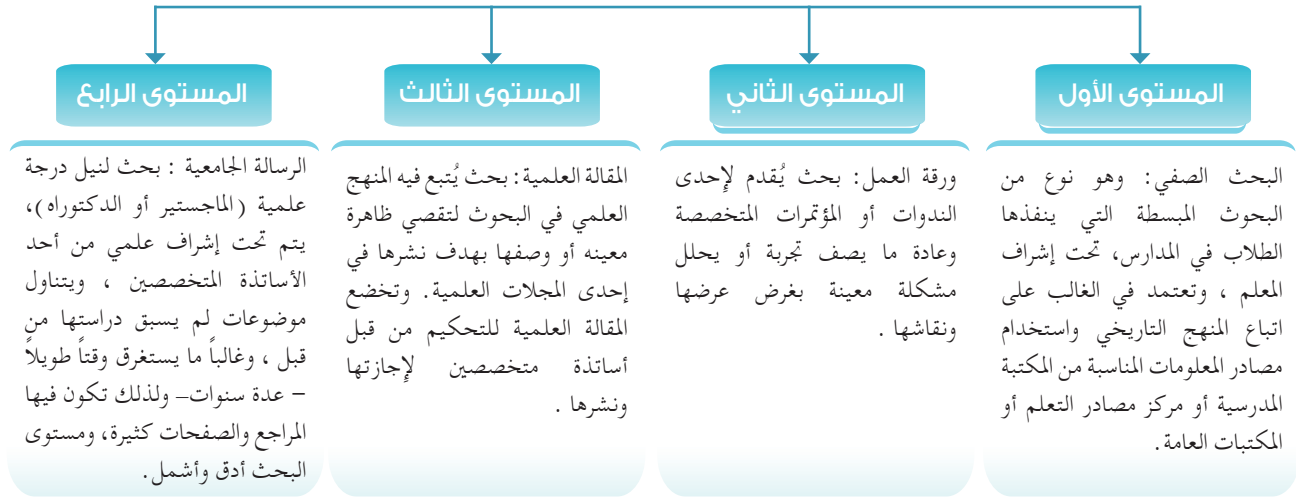 المستوى الأول
البحث الصفي: وهو نوع من
البحوث المبسطة التي ينفذها
الطلاب في المدارس، تحت إشراف
المعلم ، وتعتمد في الغالب على
اتباع المنهج التاريخي واستخدام
مصادر المعلومات المناسبة من المكتبة
المدرسية أو مركز مصادر التعلم أو
المكتبات العامة.
المستوى الثاني
ورقة العمل: بحث يُقدم لإحدى
الندوات أو المؤتمرات المتخصصة
وعادة ما يصف تجربة أو يحلل
مشكلة معينة بغرض عرضها
ونقاشها .
المستوى الثالث
المقالة العلمية: بحث يُتبع فيه المنهج
العلمي في البحوث لتقصي ظاهرة
معينه أو وصفها بهدف نشرها في
إحدى المجلات العلمية. وتخضع
المقالة العلمية للتحكيم من قبل
أساتذة متخصصين لإجازتها
ونشرها .
المستوى الرابع
الرسالة الجامعية : بحث لنيل درجة
علمية (الماجستير أو الدكتوراه)،
يتم تحت إشراف علمي من أحد
الأساتذة المتخصصين ، ويتناول
موضوعات لم يسبق دراستها من
قبل ، وغالباً ما يستغرق وقتاً طويلاً
– عدة سنوات– ولذلك تكون فيها
المراجع والصفحات كثيرة، ومستوى
البحث أدق وأشمل.